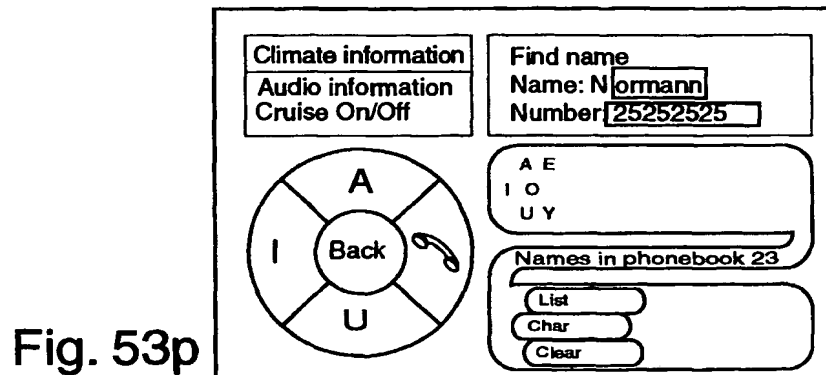 Climate information
Audio information
Cruise On/Off
Find name
Name: Normann
Number: 25252525
A
I
Back
U
A E
I O
U Y
Names in phonebook 23
List
Char
Clear
Fig. 53p